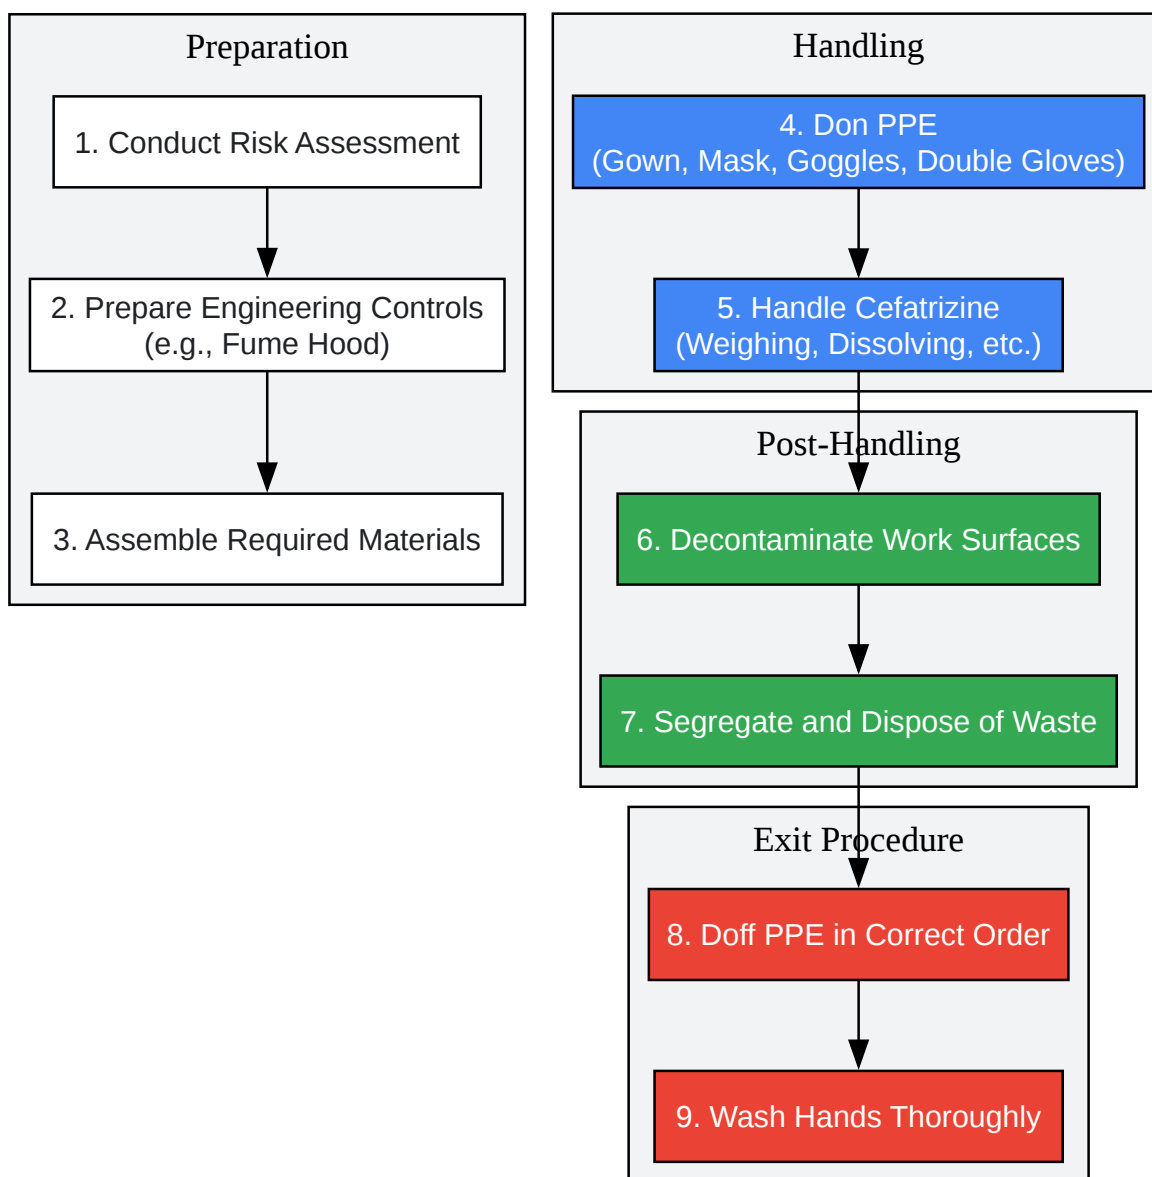 Preparation
1. Conduct Risk Assessment
2. Prepare Engineering Controls
(e.g., Fume Hood)
3. Assemble Required Materials
Handling
4. Don PPE
(Gown, Mask, Goggles, Double Gloves)
5. Handle Cefatrizine
(Weighing, Dissolving, etc.)
Post-Handling
6. Decontaminate Work Surfaces
7. Segregate and Dispose of Waste
Exit Procedure
8. Doff PPE in Correct Order
9. Wash Hands Thoroughly